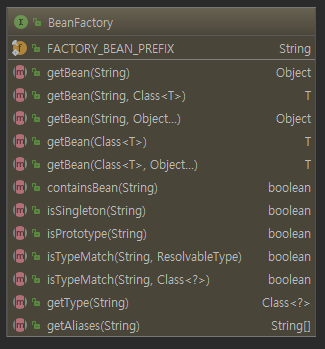 I BeanFactory
f FACTORY_BEAN_PREFIX String
m getBean(String) Object
m getBean(String, Class<T>) T
m getBean(String, Object...) Object
m getBean(Class<T>) T
m getBean(Class<T>, Object...) T
m containsBean(String) boolean
m isSingleton(String) boolean
m isPrototype(String) boolean
m isTypeMatch(String, ResolvableType) boolean
m isTypeMatch(String, Class<?>) boolean
m getType(String) Class<?>
m getAliases(String) String[]